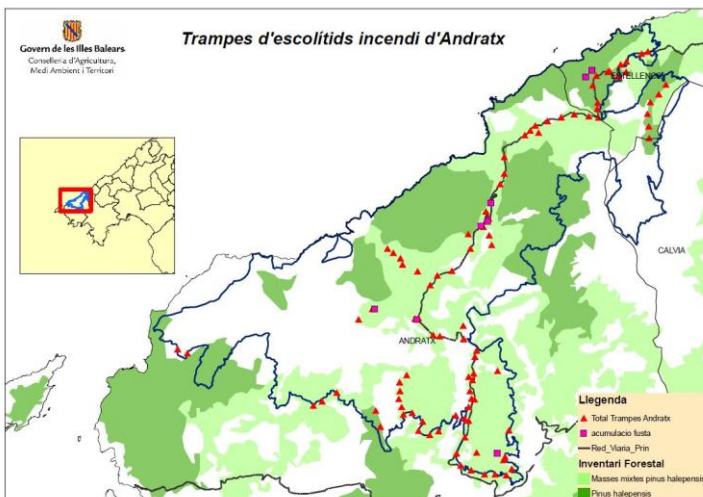 Govern de les Illes Balears
Conselleria d'Agricultura,
Medi Ambient i Territori
Trampes d'escolítids incendi d'Andratx
ESTELLENCS
CALVIA
ANDRATX
Llegenda
Total Trampes Andratx
acumulacio fusta
Red_Viaria_Prin
Inventari Forestal
Masses mixtes pinus halepensis
Pinus halepensis